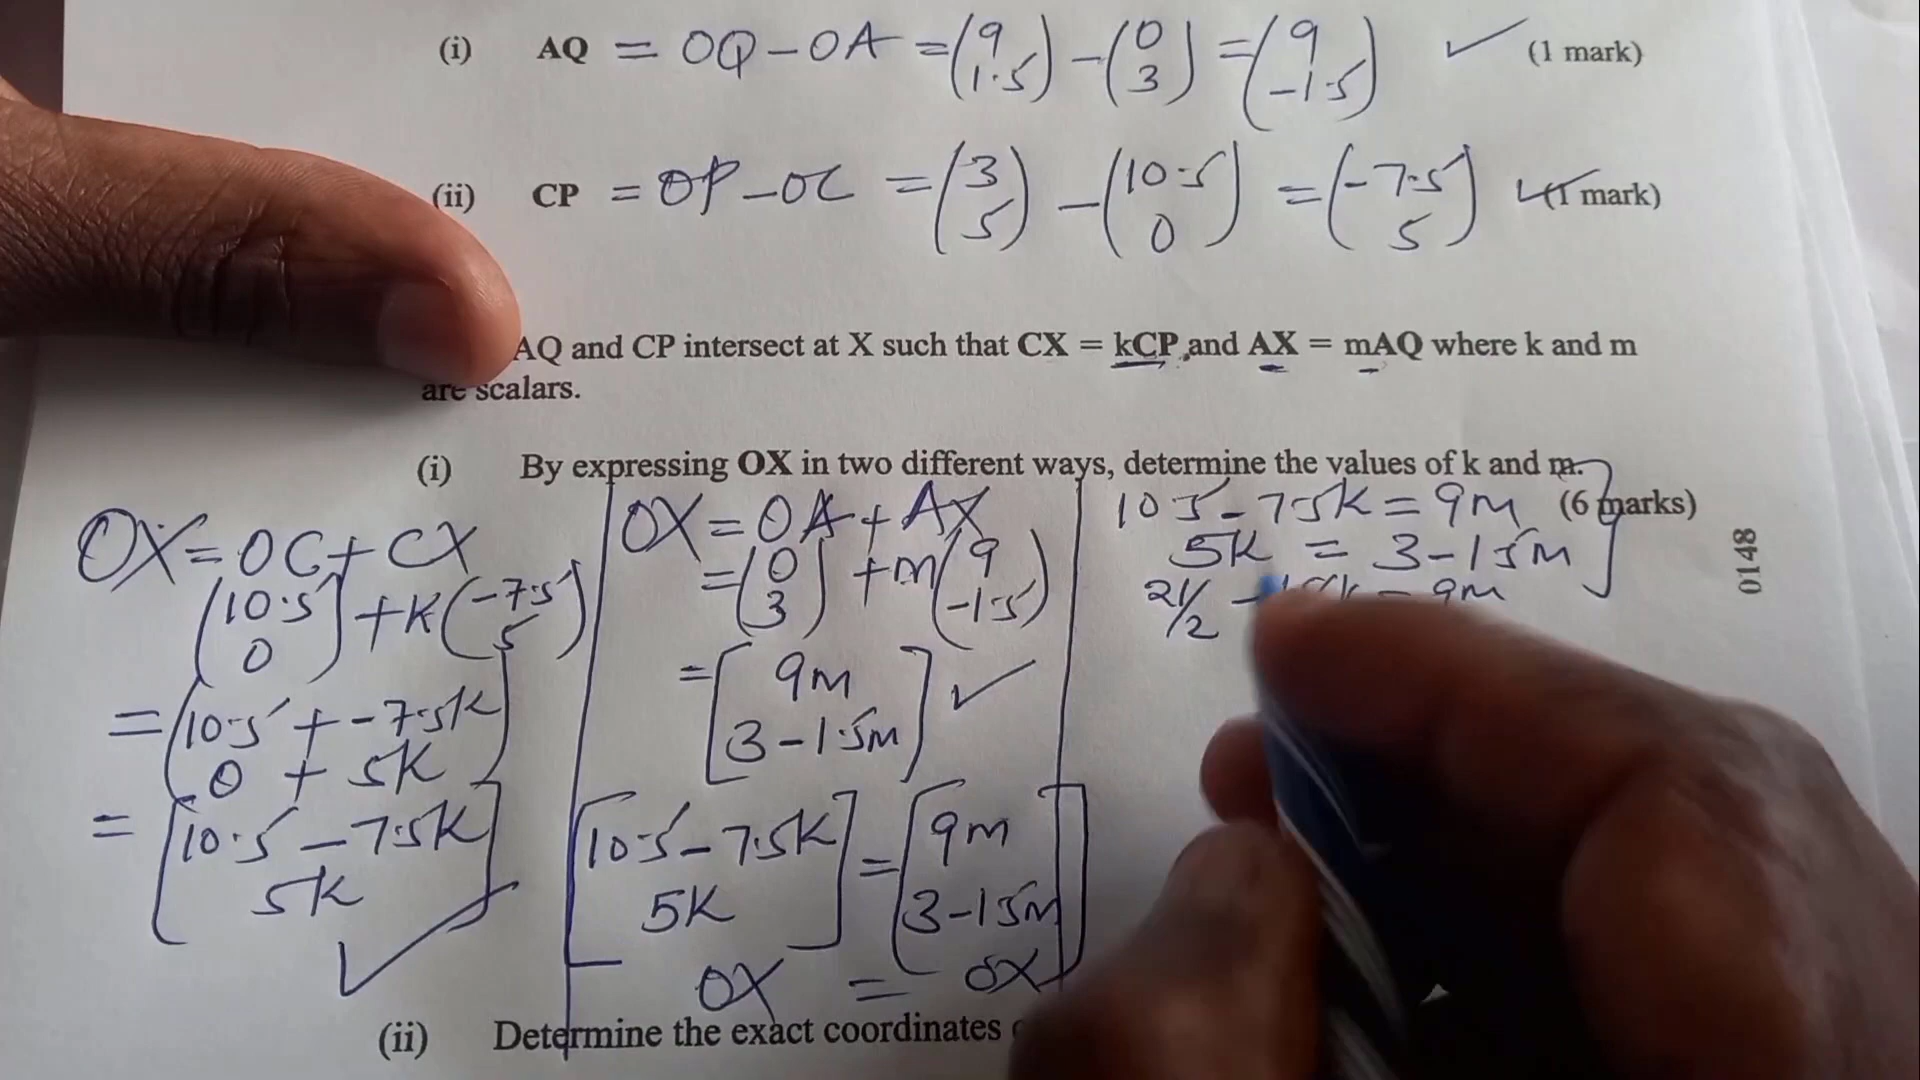 (i) AQ = OQ - OA = (9 1.5) - (0 3) = (9 -1.5) ✓ (1 mark)
(ii) CP = OP - OC = (3 5) - (10.5 0) = (-7.5 5) ✓ (1 mark)
AQ and CP intersect at X such that CX = kCP and AX = mAQ where k and m
are scalars.
(i) By expressing OX in two different ways, determine the values of k and m.
(6 marks)
OX = OC + CX
(10.5 0) + K(-7.5 5)
= (10.5 + -7.5K
0 + 5K)
= [10.5 - 7.5K
5K]
✓
OX = OA + AX
= (0 3) + m(9 -1.5)
= [9m
3 - 1.5m] ✓
[10.5 - 7.5K
5K] = [9m
3 - 1.5m]
OX = OX
10.5 - 7.5K = 9m
5K = 3 - 1.5m
21/2 - K = 9m
0148
(ii) Determine the exact coordinates